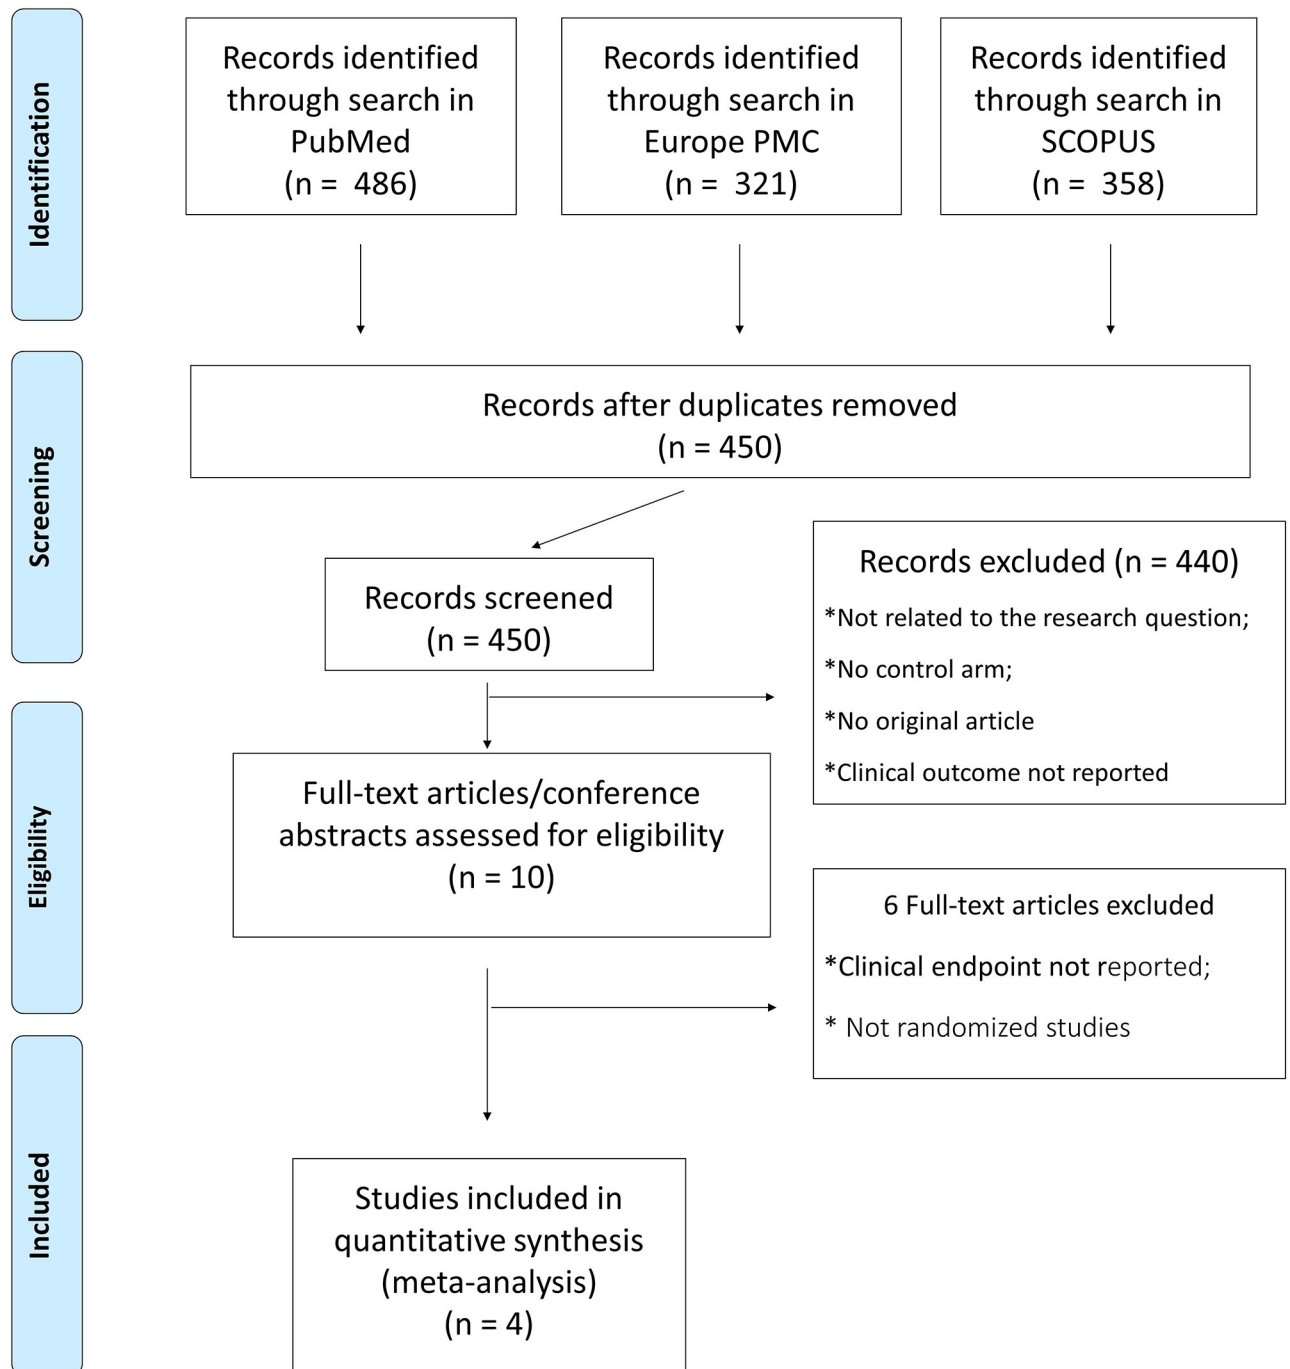 Identification
Records identified
through search in
PubMed
(n =  486)
Records identified
through search in
Europe PMC
(n =  321)
Records identified
through search in
SCOPUS
(n =  358)
Screening
Records after duplicates removed
(n = 450)
Records screened
(n = 450)
Records excluded (n = 440)
*Not related to the research question;
*No control arm;
*No original article
*Clinical outcome not reported
Eligibility
Full-text articles/conference
abstracts assessed for eligibility
(n = 10)
6 Full-text articles excluded
*Clinical endpoint not reported;
* Not randomized studies
Included
Studies included in
quantitative synthesis
(meta-analysis)
(n = 4)